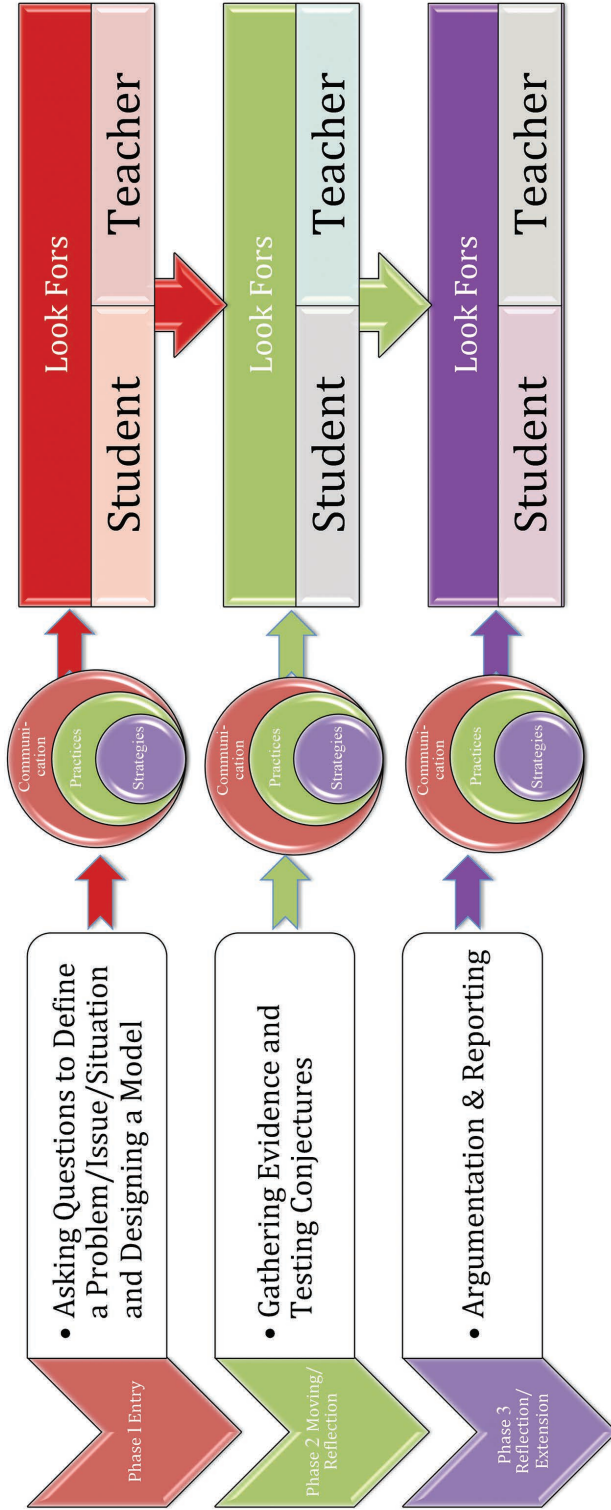 Phase 1 Entry
• Asking Questions to Define
a Problem/Issue/Situation
and Designing a Model
Communi-
cation
Practices
Strategies
Look Fors
Student
Teacher
Phase 2 Moving/
Reflection
• Gathering Evidence and
Testing Conjectures
Communi-
cation
Practices
Strategies
Look Fors
Student
Teacher
Phase 3
Reflection/
Extension
• Argumentation & Reporting
Communi-
cation
Practices
Strategies
Look Fors
Student
Teacher